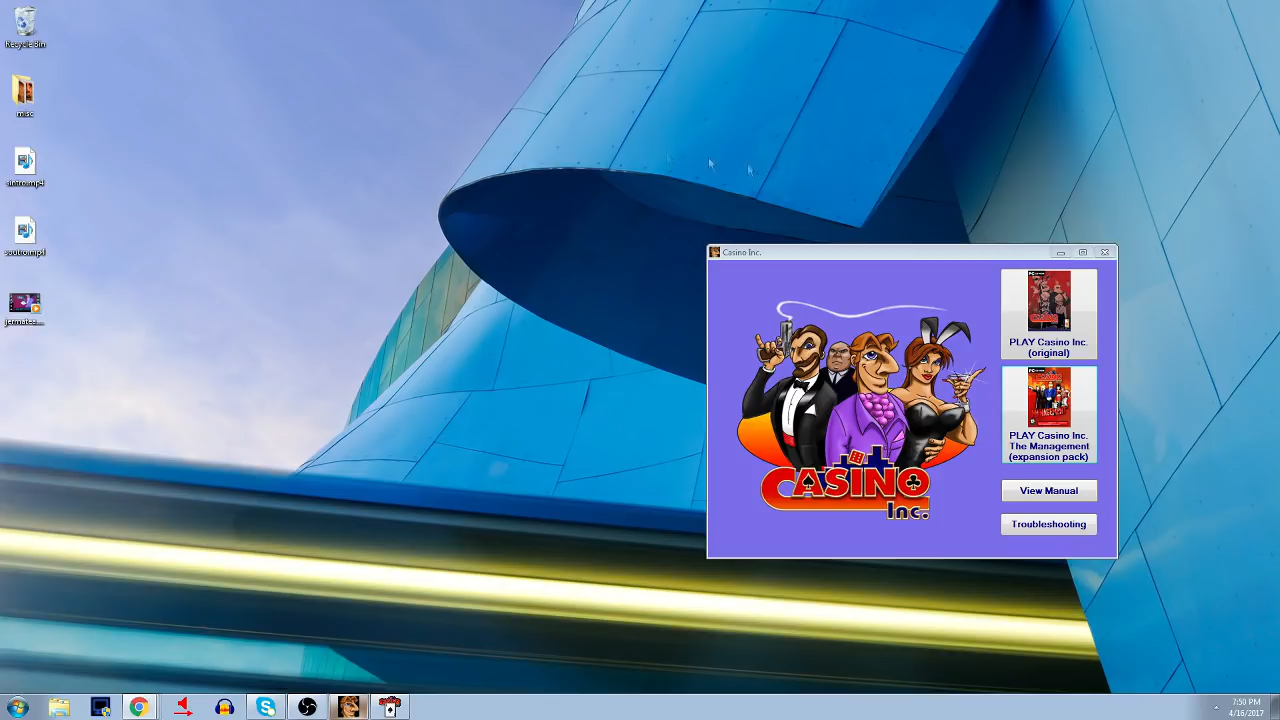 Recycle Bin
misc
Casino Inc.
PLAY Casino Inc.
(original)
PLAY Casino Inc.
The Management
(expansion pack)
View Manual
Troubleshooting
CASINO
Inc.
7:50 PM
4/16/2017